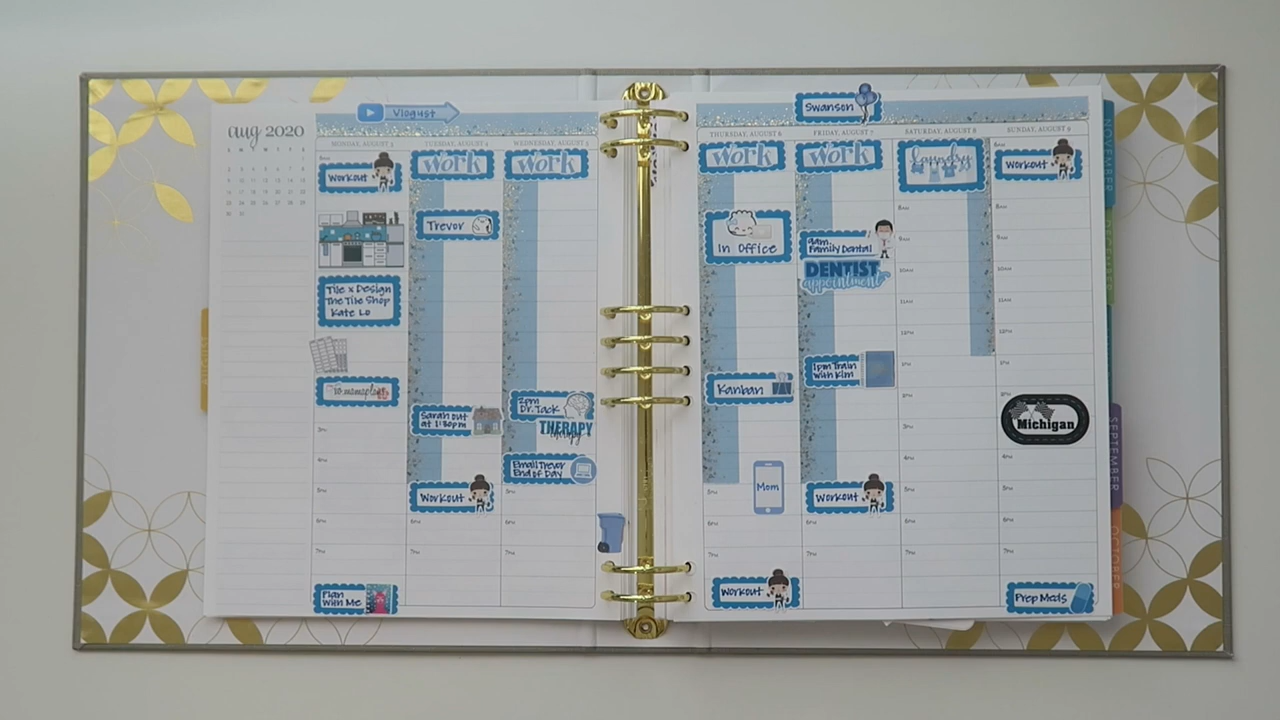 Vlogust
Swanson
aug 2020
S M T W T F S
MONDAY, AUGUST 3
TUESDAY, AUGUST 4
WEDNESDAY, AUGUST 5
THURSDAY, AUGUST 6
FRIDAY, AUGUST 7
SATURDAY, AUGUST 8
SUNDAY, AUGUST 9
Workout
Tile x Design
The Tile Shop
Kate Lo
Plan
with Me
work
Trevor
Sarah out
at 1:30pm
Workout
work
2pm
Dr. Jack
THERAPY
therapy
Email Trevor
End of Day
work
In Office
Kanban
Mom
Workout
work
9am
Family Dental
DENTIST
appointment
1pm Train
with Kim
Workout
laundry
Workout
Michigan
Prep Meds
NOVEMBER
DECEMBER
SEPTEMBER
OCTOBER